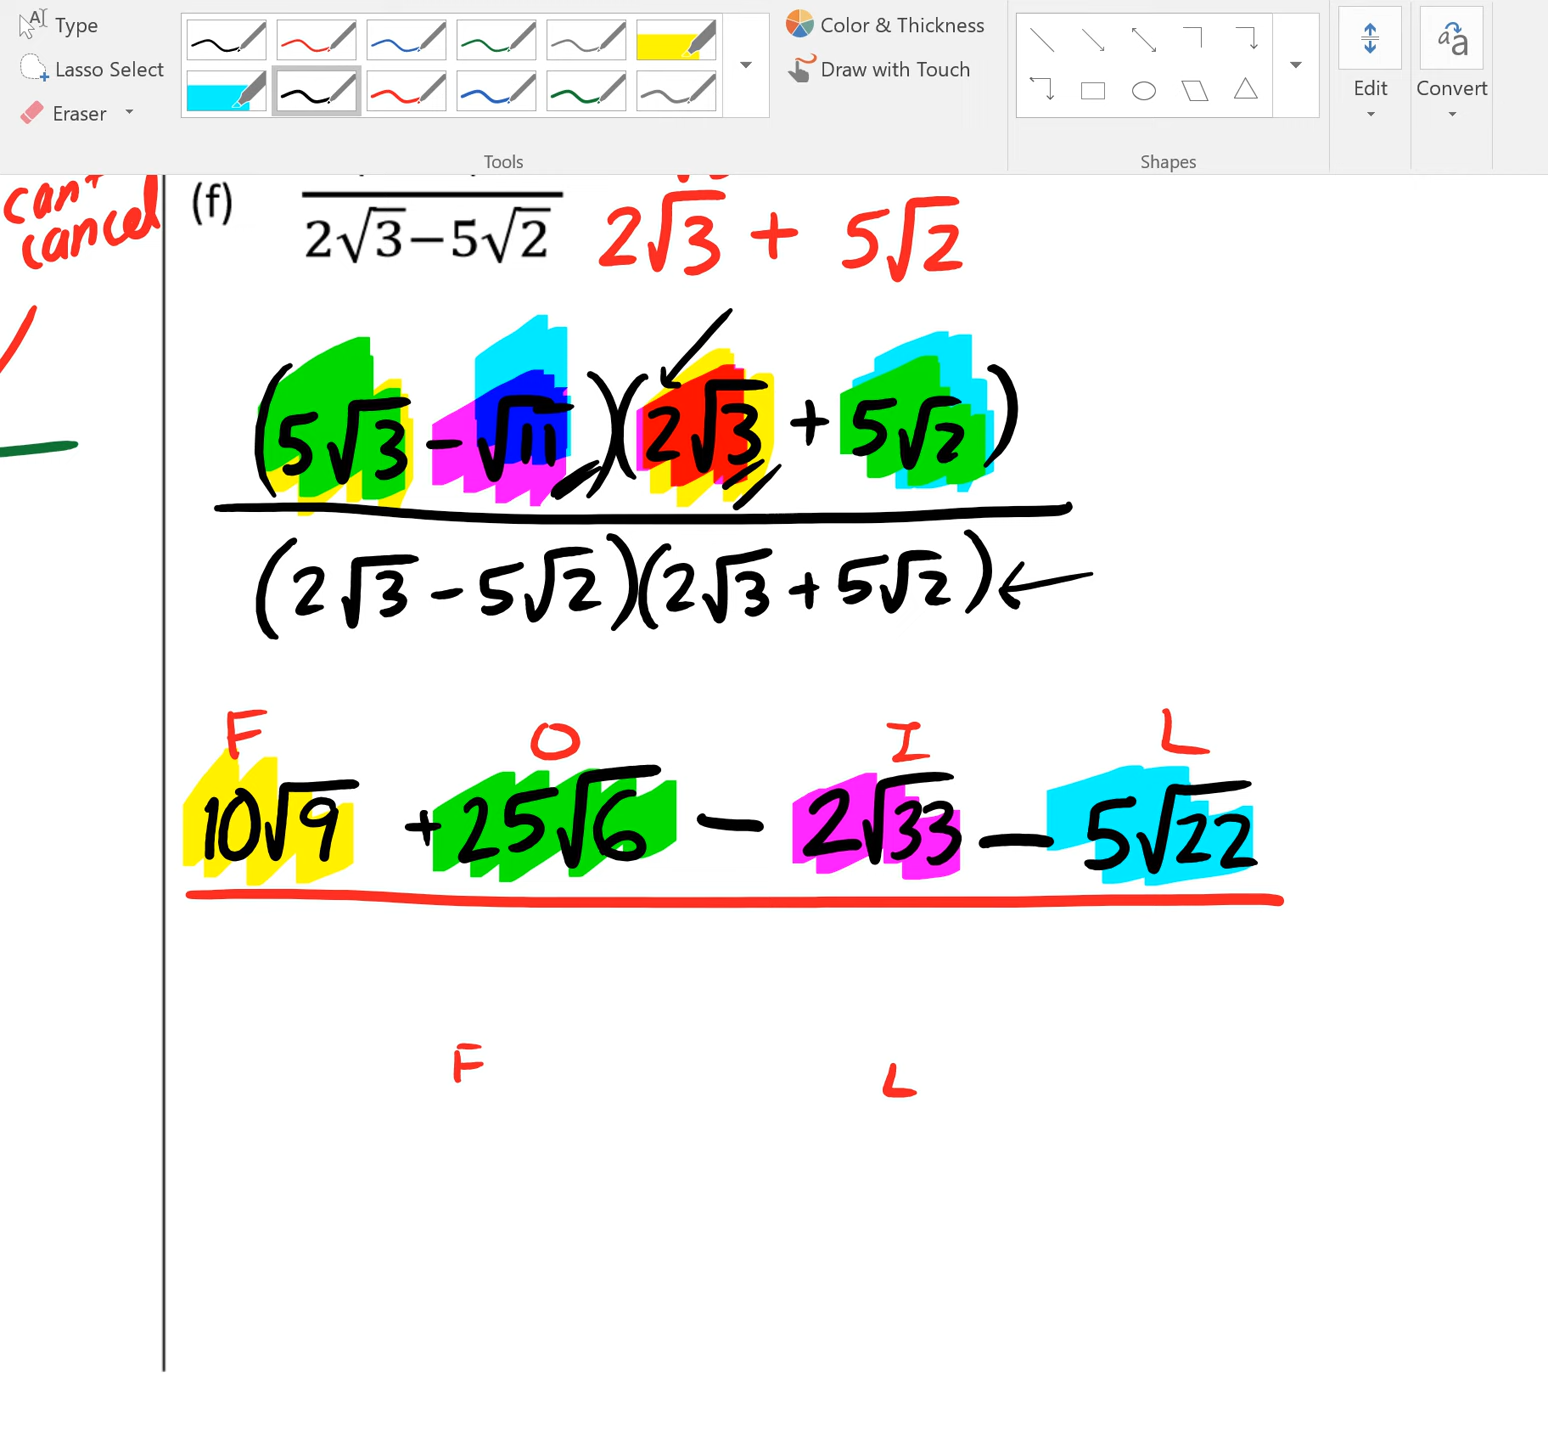 Type
Lasso Select
Eraser
Color & Thickness
Draw with Touch
Edit
Convert
Tools
Shapes
can't
cancel
(f)
2√3−5√2
2√3 + 5√2
(5√3 - √11)(2√3 + 5√2)
(2√3 - 5√2)(2√3 + 5√2)
F O I L
10√9 + 25√6 - 2√33 - 5√22
F L